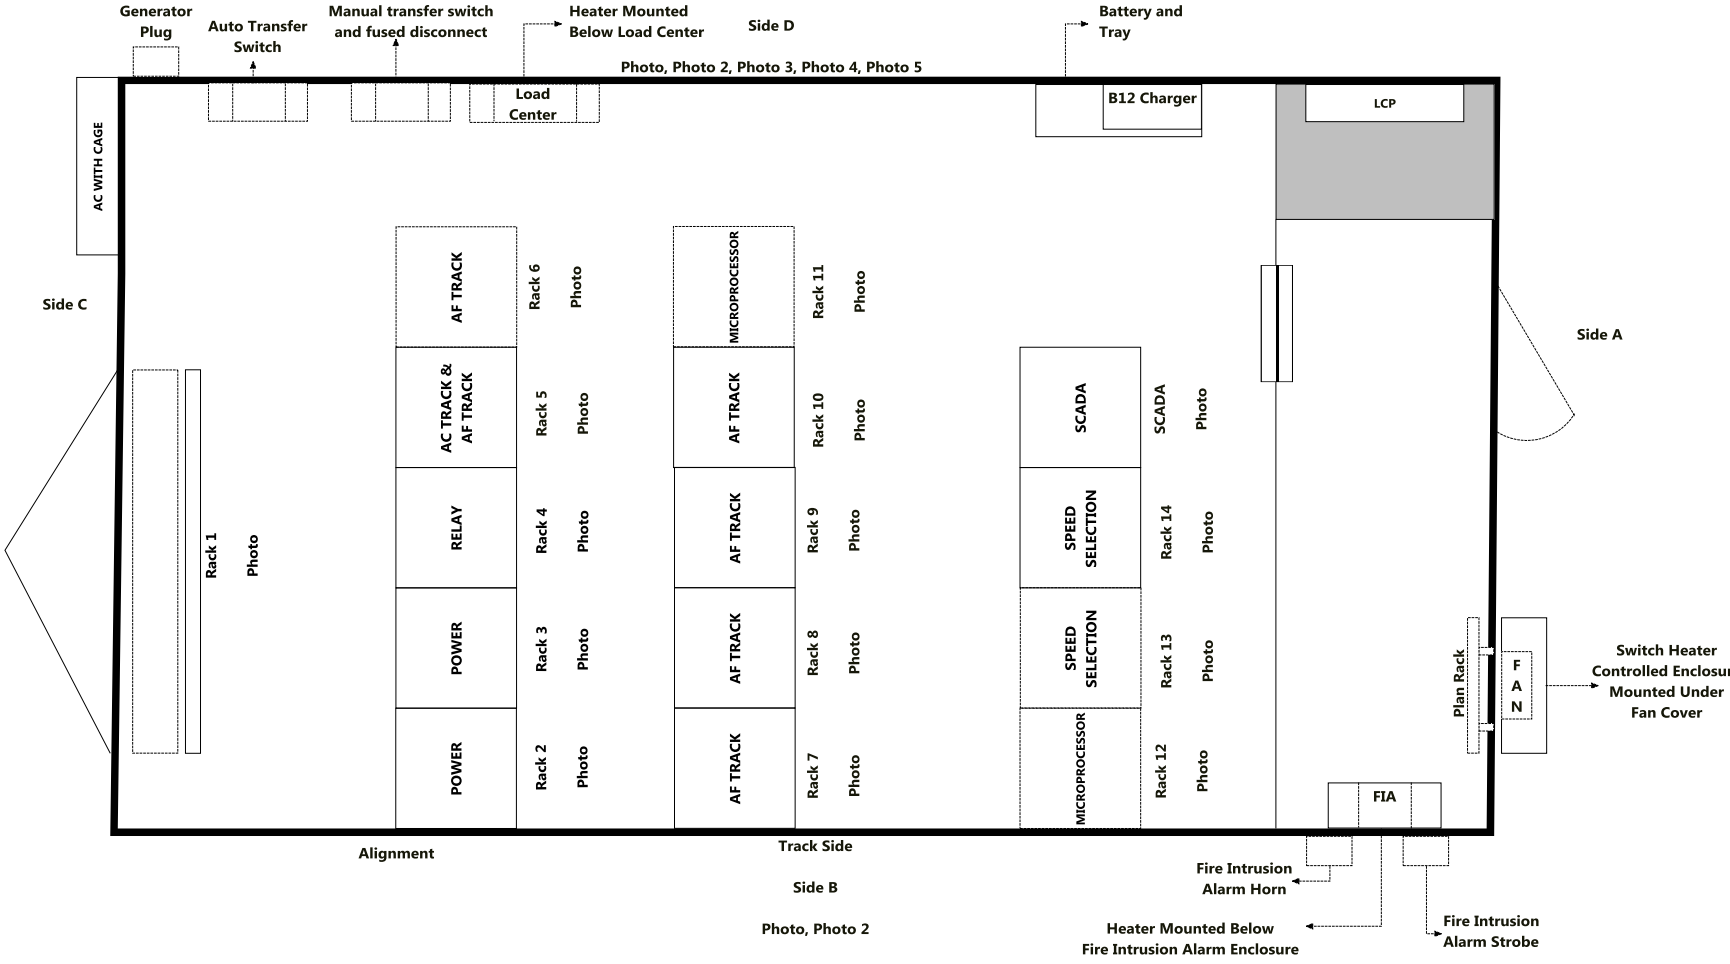 Generator
Plug
Auto Transfer
Switch
Manual transfer switch
and fused disconnect
Heater Mounted
Below Load Center
Side D
Battery and
Tray
Photo, Photo 2, Photo 3, Photo 4, Photo 5
Load
Center
B12 Charger
LCP
AC WITH CAGE
Side C
Side A
AF TRACK
Rack 6
Photo
MICROPROCESSOR
Rack 11
Photo
AC TRACK &
AF TRACK
Rack 5
Photo
AF TRACK
Rack 10
Photo
SCADA
SCADA
Photo
Rack 1
Photo
RELAY
Rack 4
Photo
AF TRACK
Rack 9
Photo
SPEED
SELECTION
Rack 14
Photo
POWER
Rack 3
Photo
AF TRACK
Rack 8
Photo
SPEED
SELECTION
Rack 13
Photo
Plan Rack
F
A
N
Switch Heater
Controlled Enclosur
Mounted Under
Fan Cover
POWER
Rack 2
Photo
AF TRACK
Rack 7
Photo
MICROPROCESSOR
Rack 12
Photo
FIA
Alignment
Track Side
Side B
Photo, Photo 2
Fire Intrusion
Alarm Horn
Heater Mounted Below
Fire Intrusion Alarm Enclosure
Fire Intrusion
Alarm Strobe